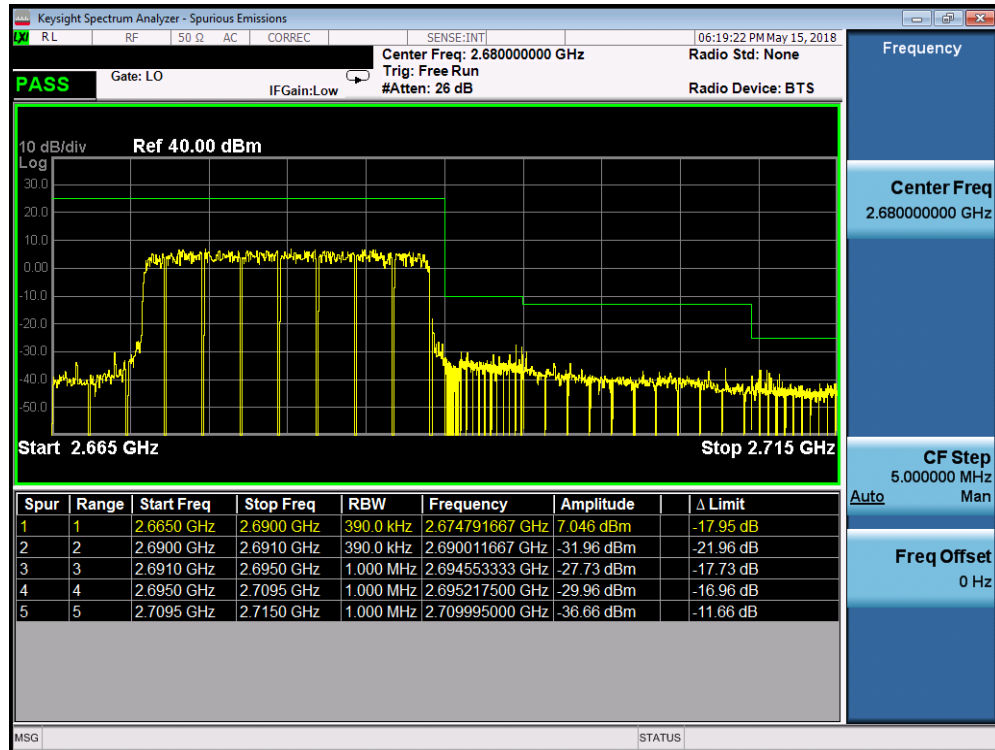 Keysight Spectrum Analyzer - Spurious Emissions
LXI RL RF 50 Ω AC CORREC SENSE:INT 06:19:22 PM May 15, 2018
Center Freq: 2.680000000 GHz Radio Std: None
PASS Gate: LO Trig: Free Run
IFGain:Low #Atten: 26 dB Radio Device: BTS
10 dB/div Ref 40.00 dBm
Log
30.0
20.0
10.0
0.00
-10.0
-20.0
-30.0
-40.0
-50.0
Start 2.665 GHz Stop 2.715 GHz
Spur Range Start Freq Stop Freq RBW Frequency Amplitude Δ Limit
1 1 2.6650 GHz 2.6900 GHz 390.0 kHz 2.674791667 GHz 7.046 dBm -17.95 dB
2 2 2.6900 GHz 2.6910 GHz 390.0 kHz 2.690011667 GHz -31.96 dBm -21.96 dB
3 3 2.6910 GHz 2.6950 GHz 1.000 MHz 2.694553333 GHz -27.73 dBm -17.73 dB
4 4 2.6950 GHz 2.7095 GHz 1.000 MHz 2.695217500 GHz -29.96 dBm -16.96 dB
5 5 2.7095 GHz 2.7150 GHz 1.000 MHz 2.709995000 GHz -36.66 dBm -11.66 dB
Frequency
Center Freq
2.680000000 GHz
CF Step
5.000000 MHz
Auto Man
Freq Offset
0 Hz
MSG STATUS